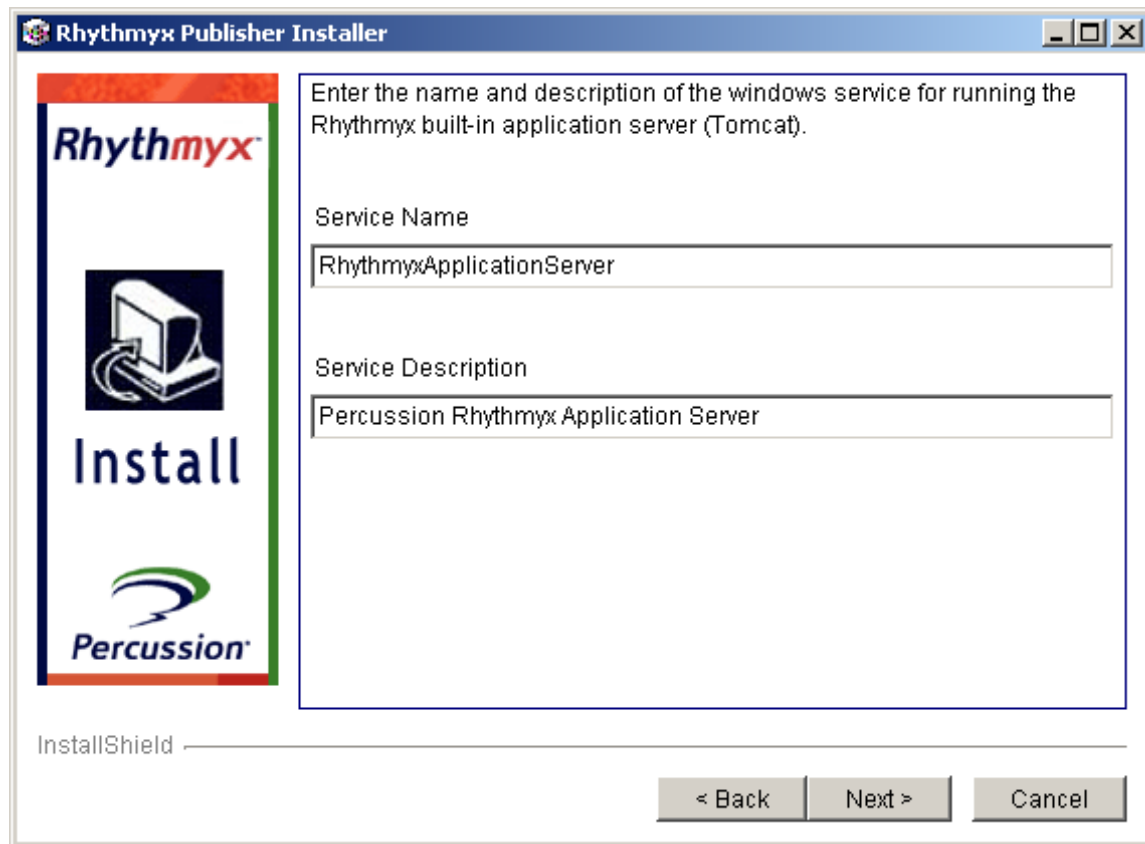 Rhythmyx Publisher Installer
Rhythmyx
Install
Percussion
Enter the name and description of the windows service for running the
Rhythmyx built-in application server (Tomcat).
Service Name
RhythmyxApplicationServer
Service Description
Percussion Rhythmyx Application Server
InstallShield
< Back
Next >
Cancel